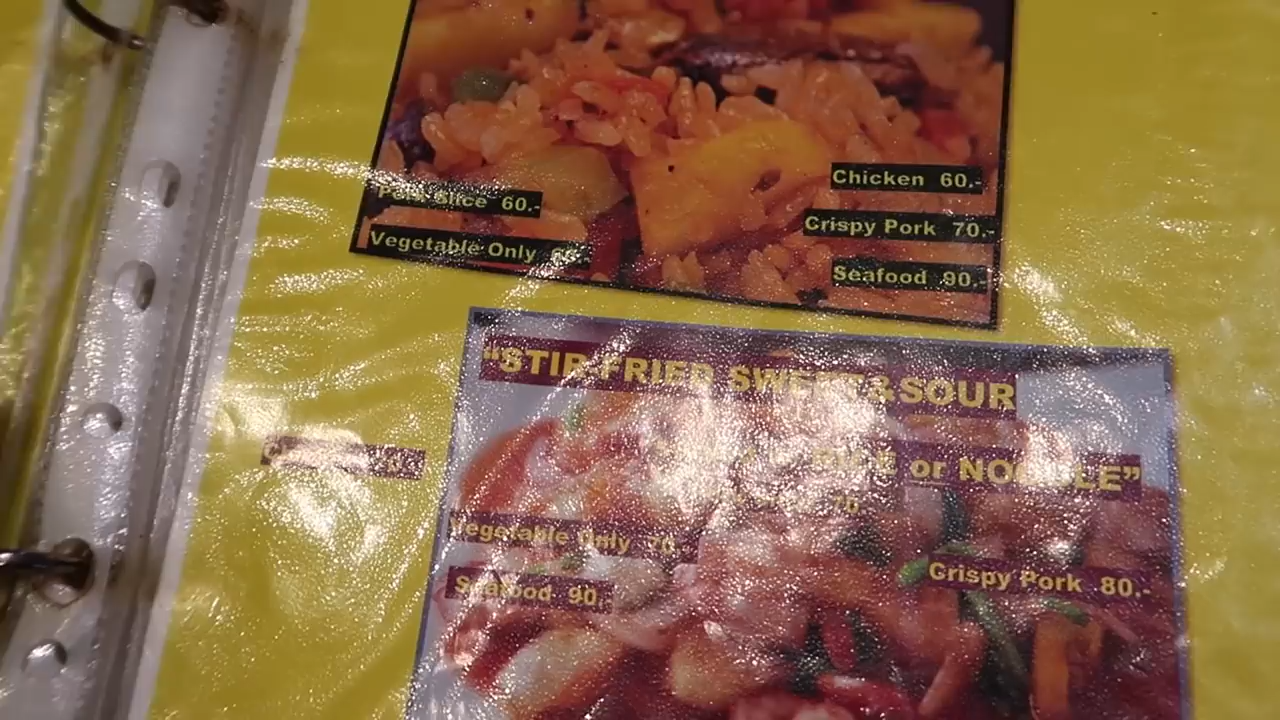 Pork Slice 60.-
Vegetable Only
Chicken 60.-
Crispy Pork 70.-
Seafood 90.-
"STIR-FRIED SWEET&SOUR
or NOODLE"
70.
Vegetable Only 70.-
Seafood 90.
Crispy Pork 80.-